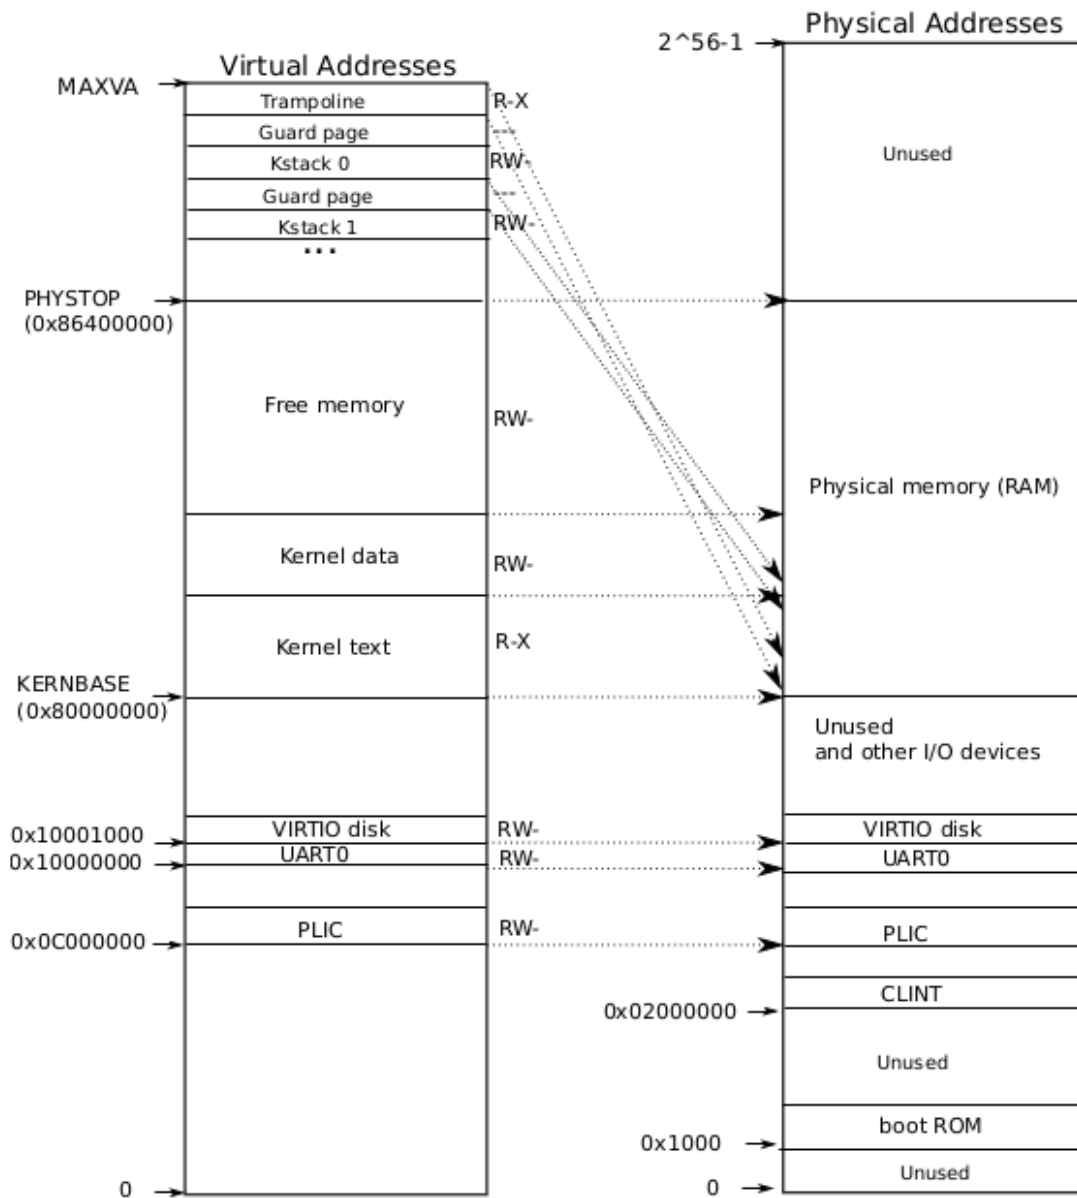 Physical Addresses
2^56-1
Virtual Addresses
MAXVA
Trampoline
R-X
Guard page
---
Kstack 0
RW-
Guard page
---
Kstack 1
RW-
...
Unused
PHYSTOP
(0x86400000)
Free memory
RW-
Physical memory (RAM)
Kernel data
RW-
Kernel text
R-X
KERNBASE
(0x80000000)
Unused
and other I/O devices
0x10001000
VIRTIO disk
RW-
VIRTIO disk
0x10000000
UART0
RW-
UART0
0x0C000000
PLIC
RW-
PLIC
CLINT
0x02000000
Unused
boot ROM
0x1000
Unused
0
0